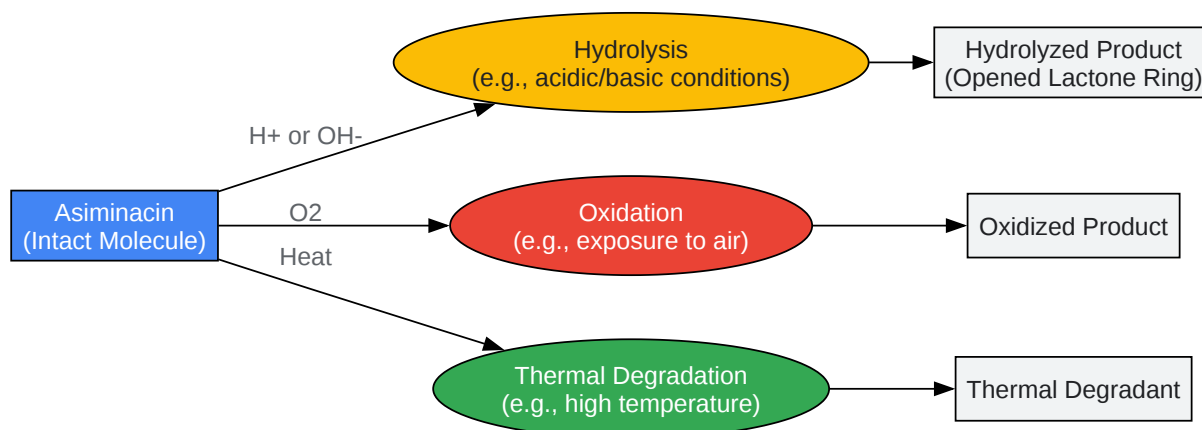 Hydrolysis
(e.g., acidic/basic conditions)
Hydrolyzed Product
(Opened Lactone Ring)
H+ or OH-
Asiminacin
(Intact Molecule)
O2
Oxidation
(e.g., exposure to air)
Oxidized Product
Heat
Thermal Degradation
(e.g., high temperature)
Thermal Degradant